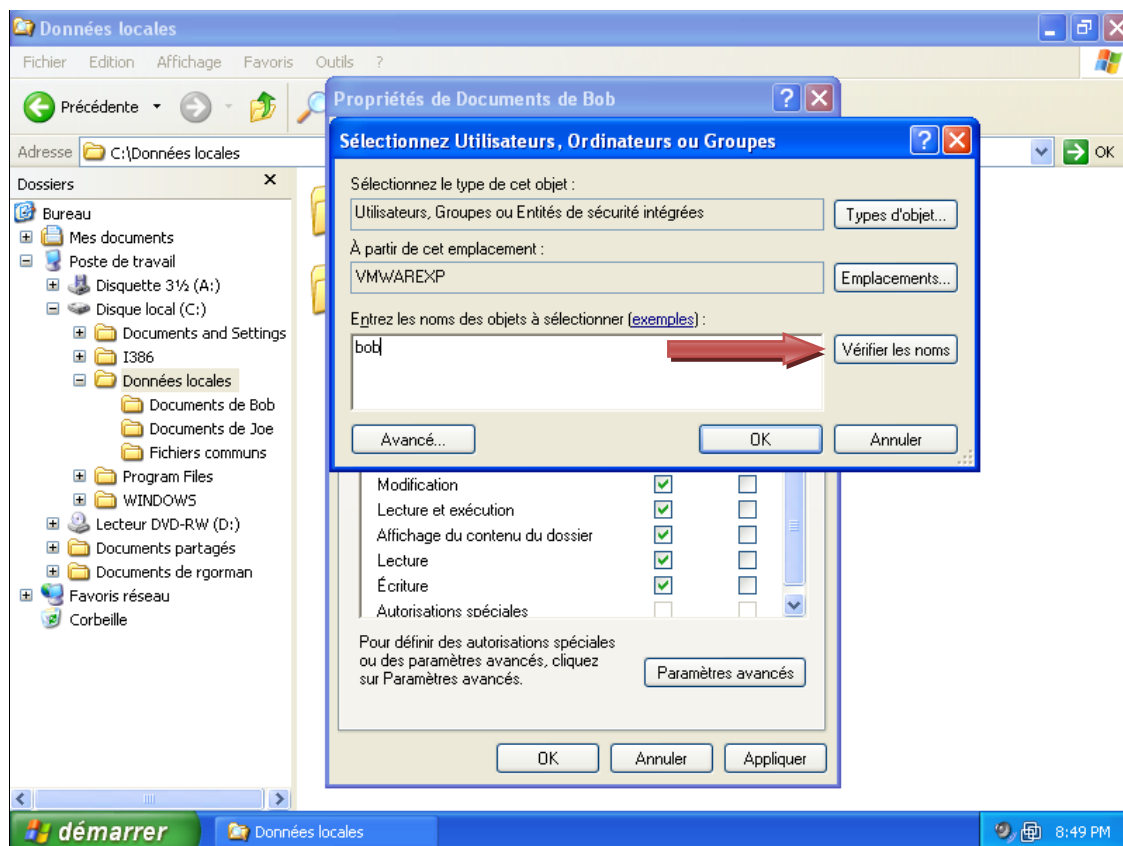 Données locales
Fichier Edition Affichage Favoris Outils ?
Précédente
Adresse C:\Données locales OK
Dossiers
Bureau
Mes documents
Poste de travail
Disquette 3½ (A:)
Disque local (C:)
Documents and Settings
I386
Données locales
Documents de Bob
Documents de Joe
Fichiers communs
Program Files
WINDOWS
Lecteur DVD-RW (D:)
Documents partagés
Documents de rgorman
Favoris réseau
Corbeille
Propriétés de Documents de Bob
Sélectionnez Utilisateurs, Ordinateurs ou Groupes
Sélectionnez le type de cet objet :
Utilisateurs, Groupes ou Entités de sécurité intégrées Types d'objet...
À partir de cet emplacement :
VMWAREXP Emplacements...
Entrez les noms des objets à sélectionner (exemples) :
bob Vérifier les noms
Avancé... OK Annuler
Modification
Lecture et exécution
Affichage du contenu du dossier
Lecture
Écriture
Autorisations spéciales
Pour définir des autorisations spéciales
ou des paramètres avancés, cliquez
sur Paramètres avancés.
Paramètres avancés
OK Annuler Appliquer
démarrer Données locales 8:49 PM